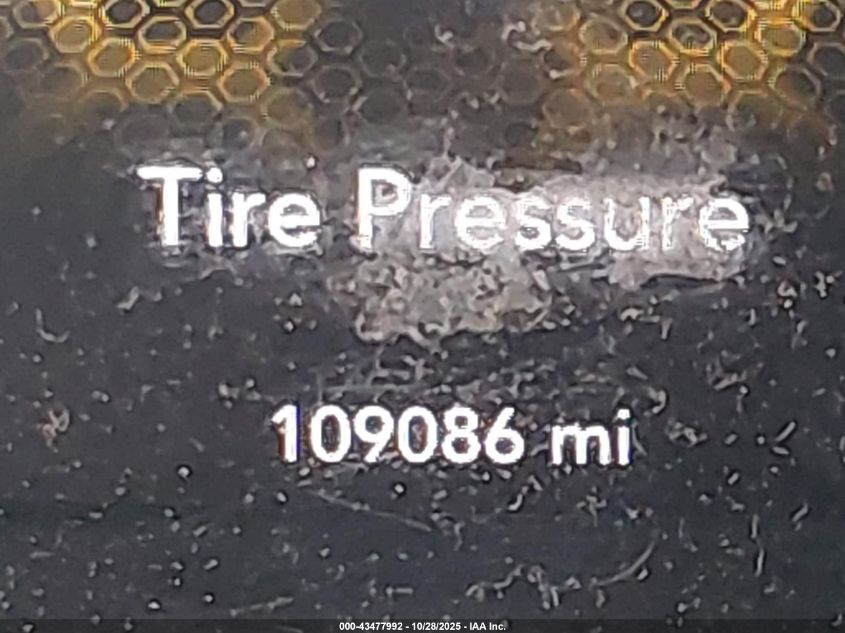 Tire Pressure
109086 mi
000-43477992 - 10/28/2025 - IAA Inc.